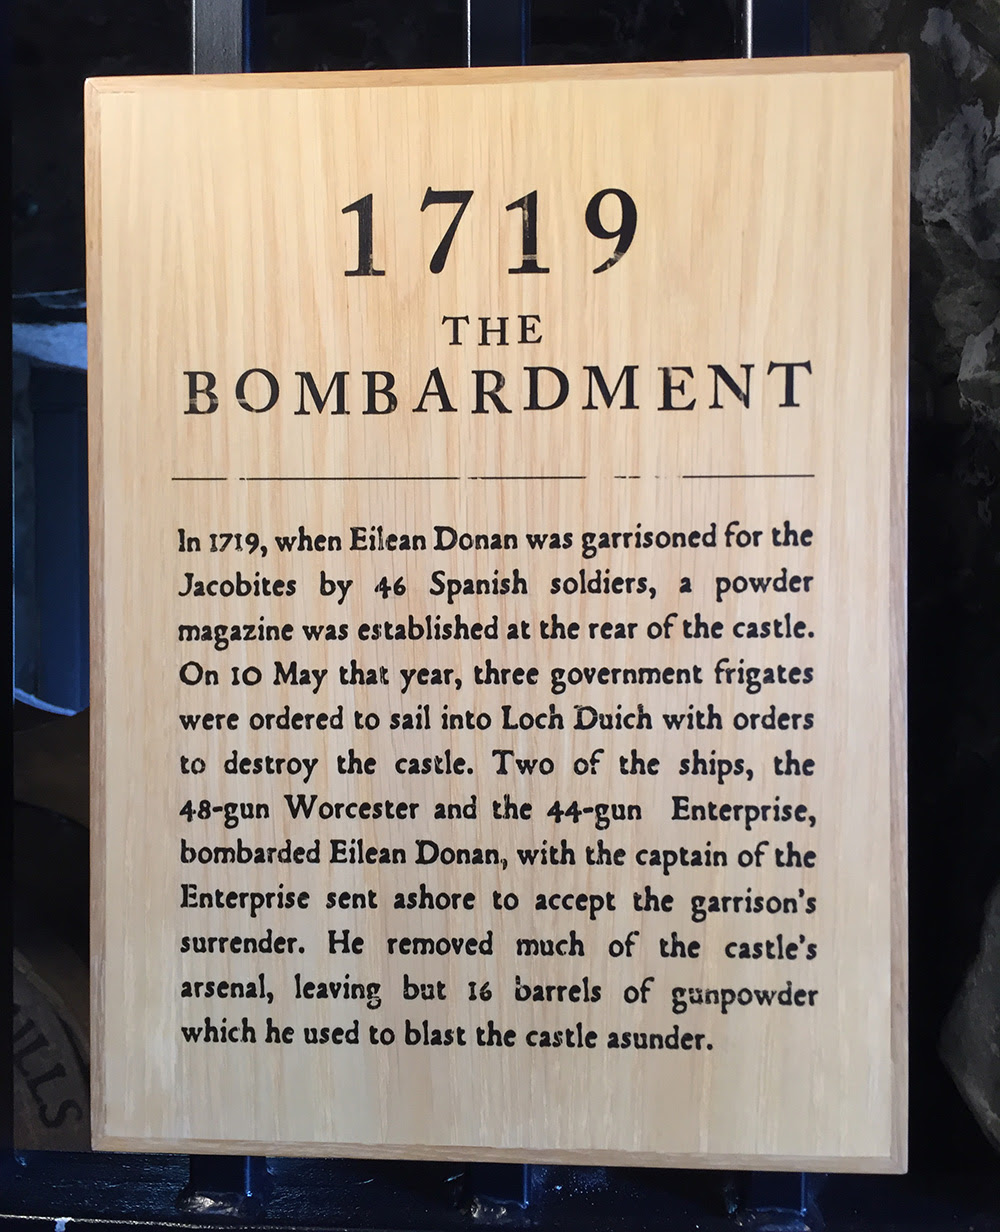 1719
THE
BOMBARDMENT
In 1719, when Eilean Donan was garrisoned for the
Jacobites by 46 Spanish soldiers, a powder
magazine was established at the rear of the castle.
On 10 May that year, three government frigates
were ordered to sail into Loch Duich with orders
to destroy the castle. Two of the ships, the
48-gun Worcester and the 44-gun Enterprise,
bombarded Eilean Donan, with the captain of the
Enterprise sent ashore to accept the garrison's
surrender. He removed much of the castle's
arsenal, leaving but 16 barrels of gunpowder
which he used to blast the castle asunder.